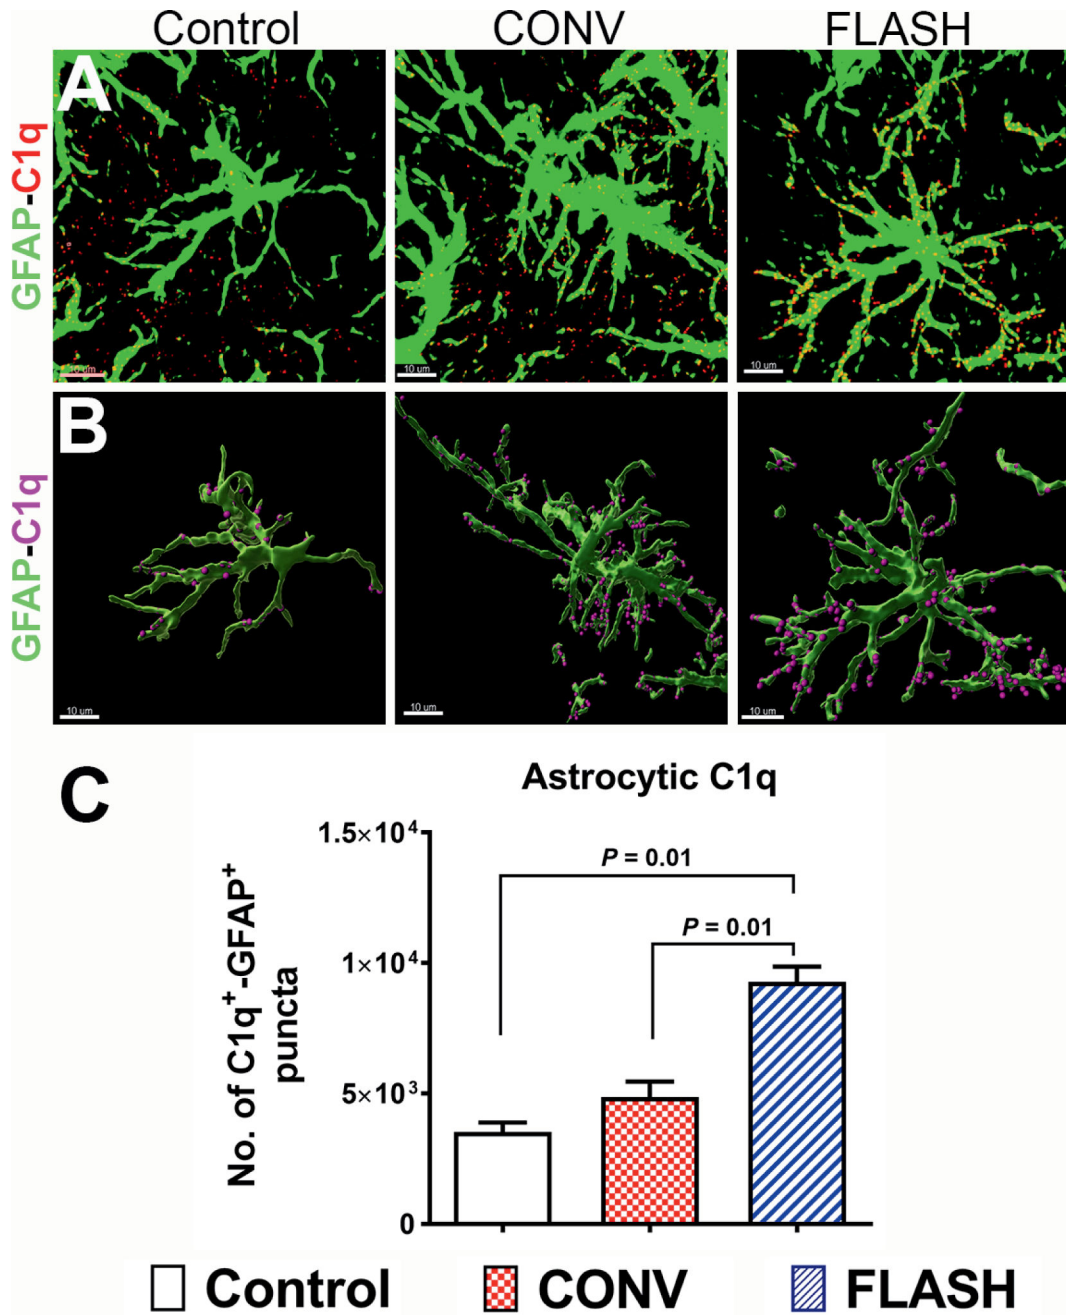 Control CONV FLASH
A
GFAP-C1q
10 um
10 um
10 um
B
GFAP-C1q
10 um
10 um
10 um
C
Astrocytic C1q
No. of C1q⁺-GFAP⁺
puncta
1.5×10⁴
1×10⁴
5×10³
0
P = 0.01
P = 0.01
Control CONV FLASH